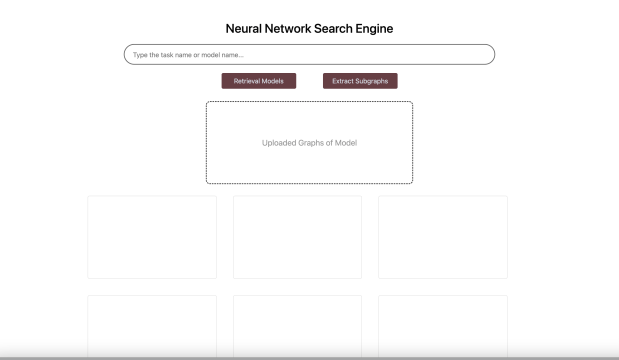 Neural Network Search Engine
Type the task name or model name...
Retrieval Models
Extract Subgraphs
Uploaded Graphs of Model